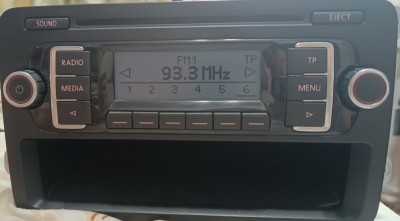 SOUND
EJECT
RADIO
FM1 TP
TP
93.3 MHz
MEDIA
MENU
1 2 3 4 5 6